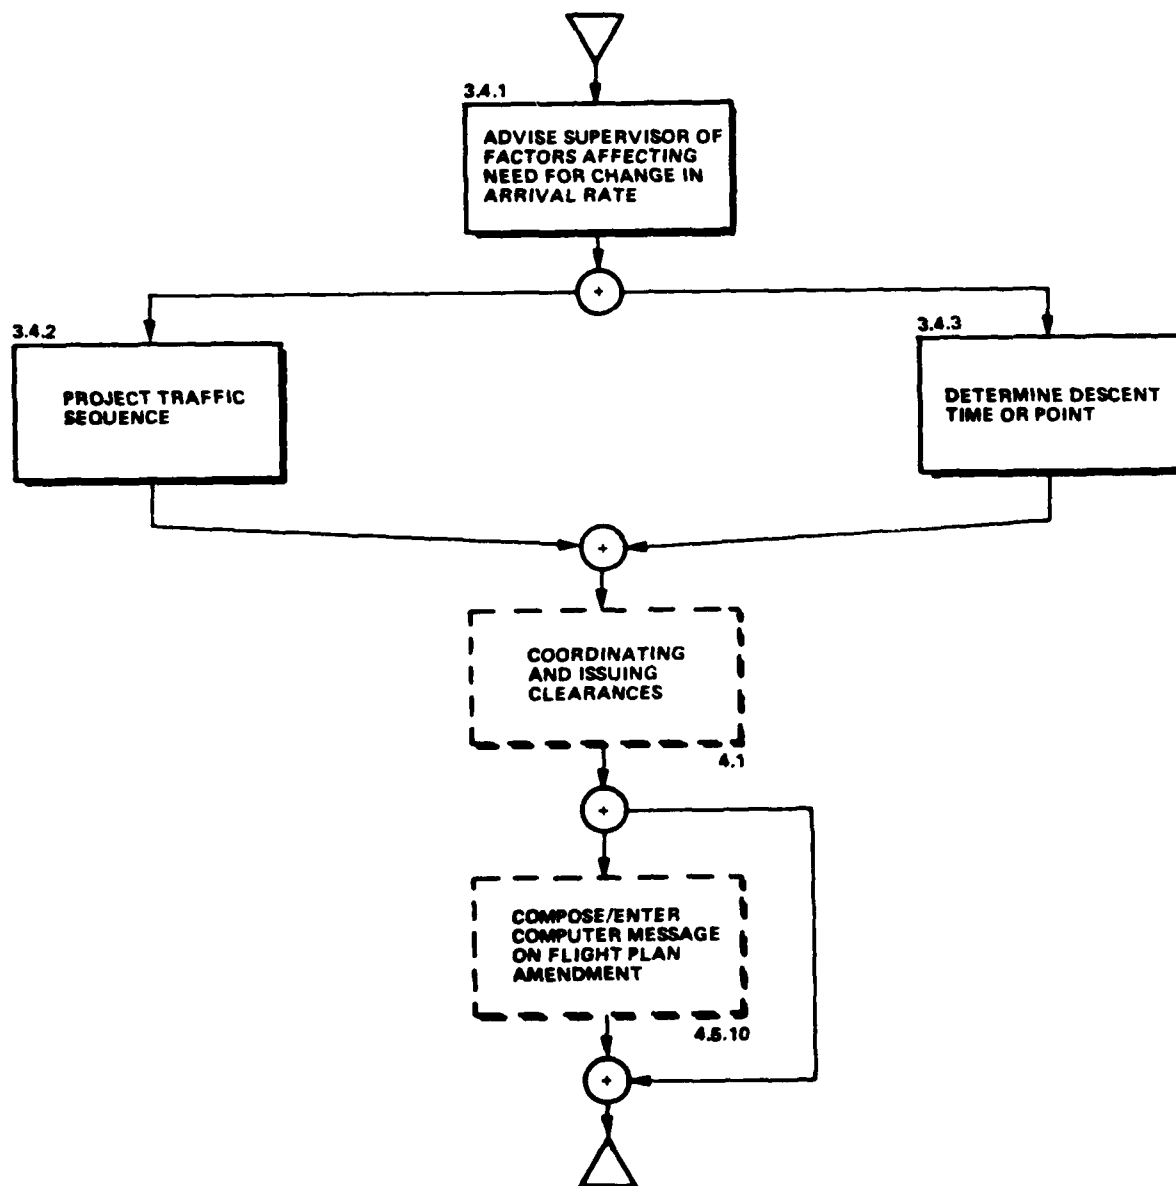 3.4.1
ADVISE SUPERVISOR OF
FACTORS AFFECTING
NEED FOR CHANGE IN
ARRIVAL RATE
+
3.4.2
PROJECT TRAFFIC
SEQUENCE
3.4.3
DETERMINE DESCENT
TIME OR POINT
+
COORDINATING
AND ISSUING
CLEARANCES
4.1
+
COMPOSE/ENTER
COMPUTER MESSAGE
ON FLIGHT PLAN
AMENDMENT
4.5.10
+